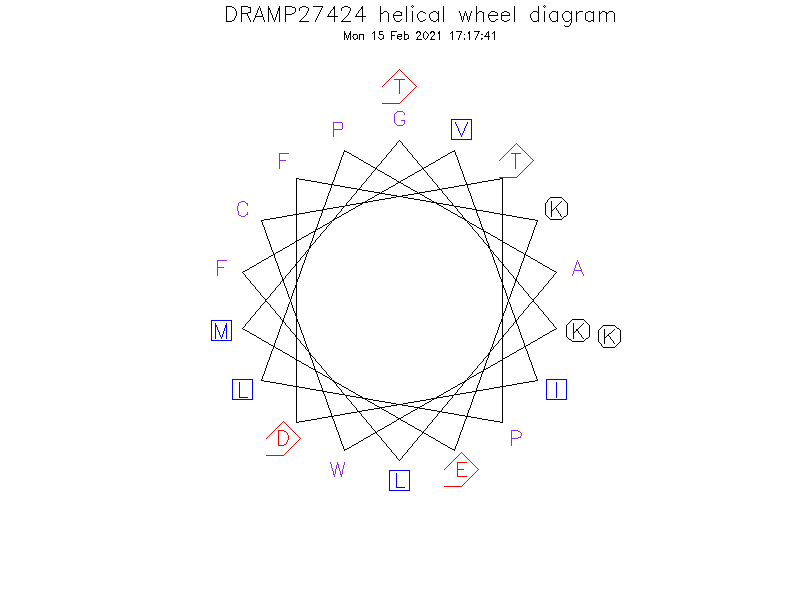 DRAMP27424 helical wheel diagram
Mon 15 Feb 2021 17:17:41
T
G
P
V
F
T
C
K
F
A
M
K
K
L
I
D
P
W
E
L